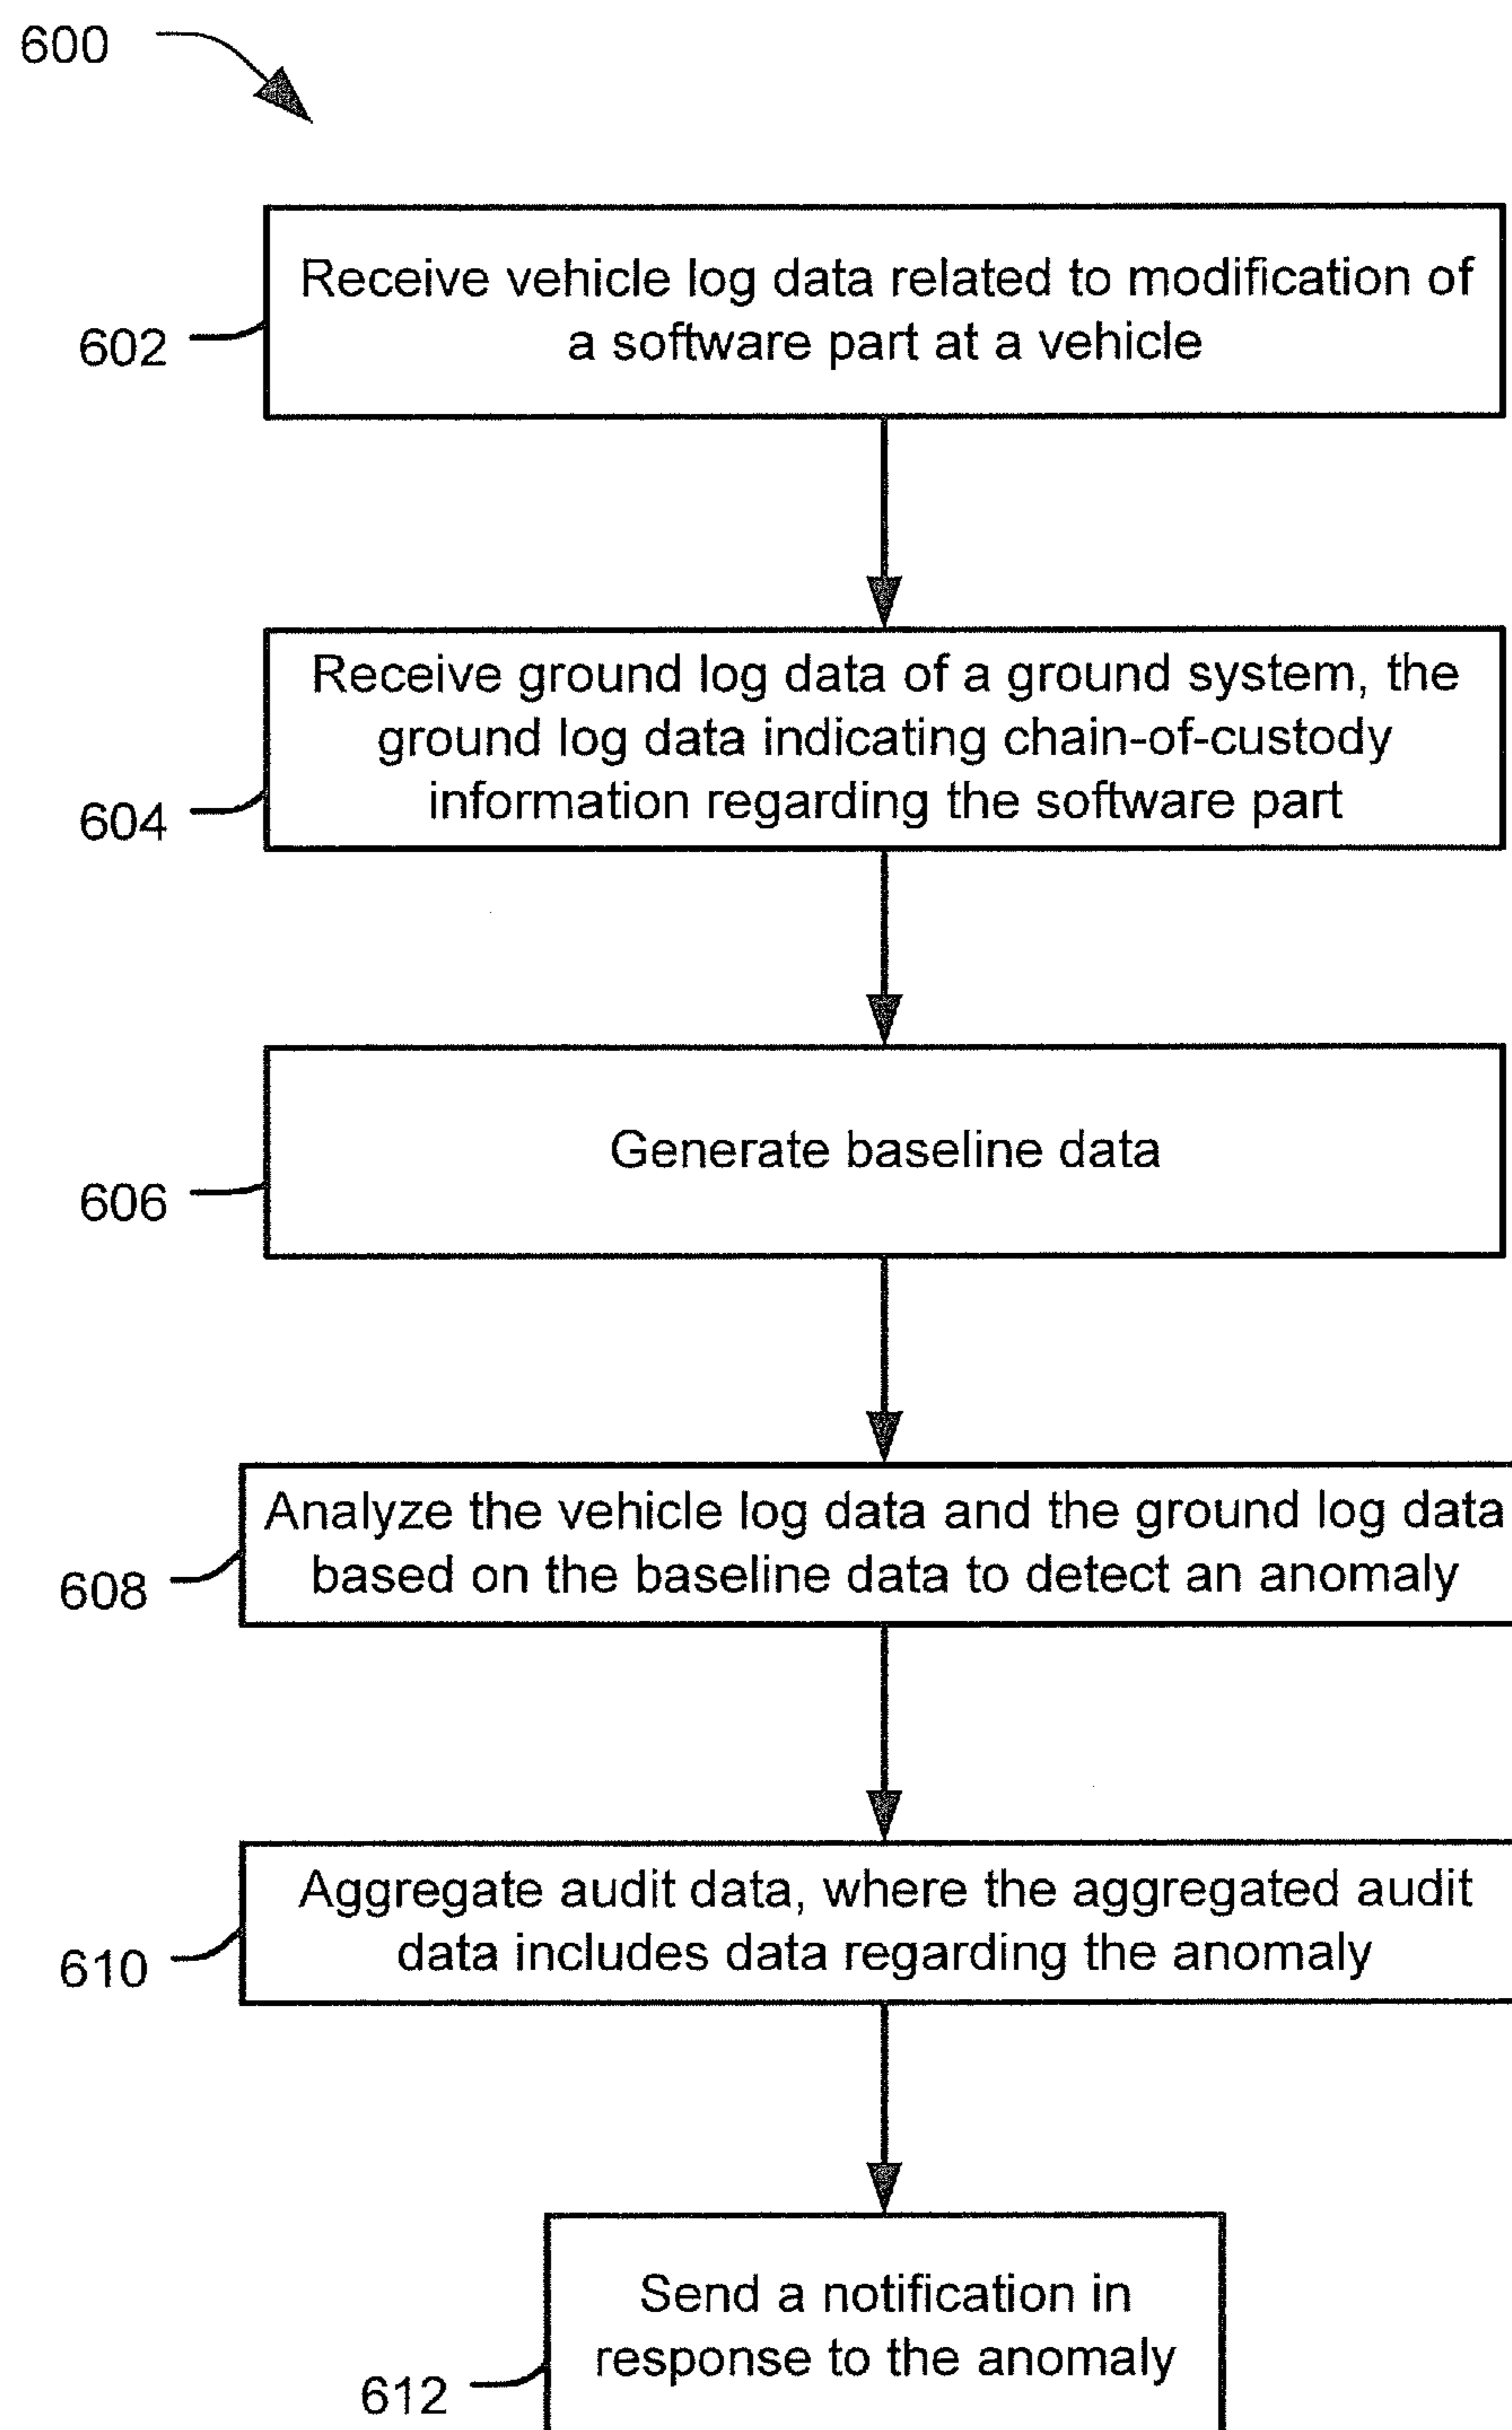 600
Receive vehicle log data related to modification of
a software part at a vehicle
602
Receive ground log data of a ground system, the
ground log data indicating chain-of-custody
information regarding the software part
604
Generate baseline data
606
Analyze the vehicle log data and the ground log data
based on the baseline data to detect an anomaly
608
Aggregate audit data, where the aggregated audit
data includes data regarding the anomaly
610
Send a notification in
response to the anomaly
612